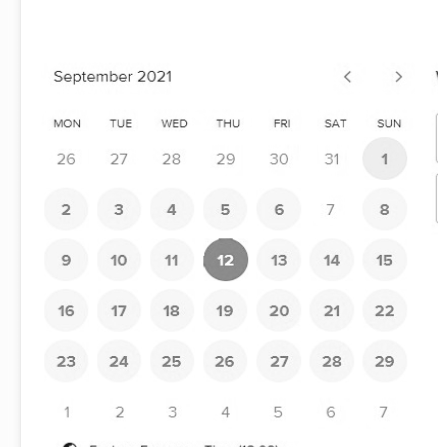 September 2021 < >
MON TUE WED THU FRI SAT SUN
26 27 28 29 30 31 1
2 3 4 5 6 7 8
9 10 11 12 13 14 15
16 17 18 19 20 21 22
23 24 25 26 27 28 29
1 2 3 4 5 6 7